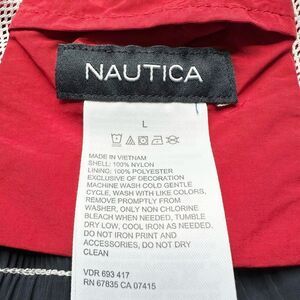 NAUTICA
L
MADE IN VIETNAM
SHELL: 100% NYLON
LINING: 100% POLYESTER
EXCLUSIVE OF DECORATION
MACHINE WASH COLD GENTLE
CYCLE, WASH WITH LIKE COLORS,
REMOVE PROMPTLY FROM
WASHER, ONLY NON CHLORINE
BLEACH WHEN NEEDED, TUMBLE
DRY LOW, COOL IRON AS NEEDED.
DO NOT IRON PRINT AND
ACCESSORIES, DO NOT DRY
CLEAN
VDR 693 417
RN 67835 CA 07415